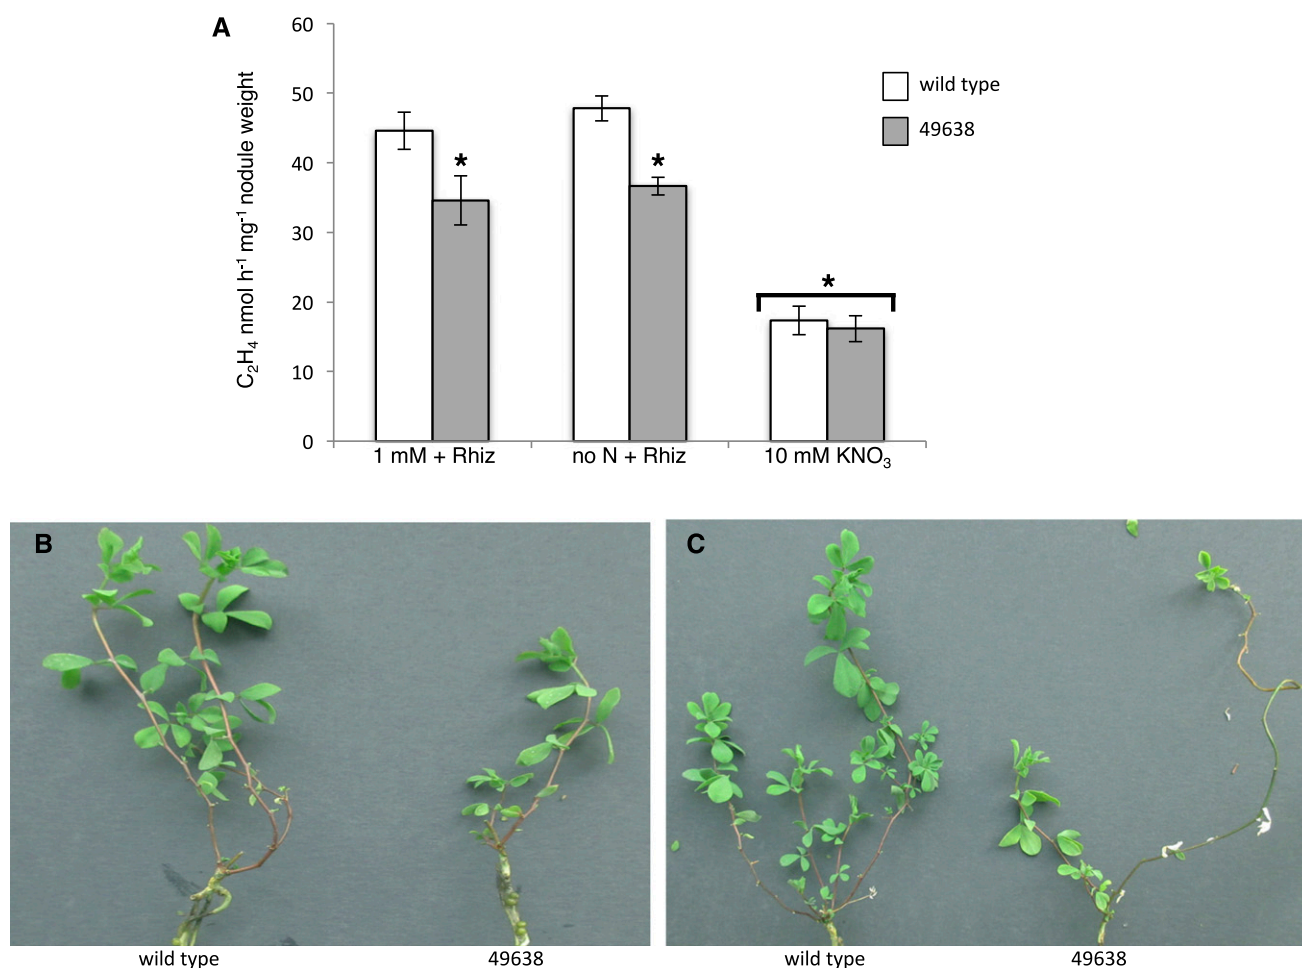 A
60
50
40
30
20
10
0
C₂H₄ nmol h⁻¹ mg⁻¹ nodule weight
wild type
49638
*
*
*
1 mM + Rhiz
no N + Rhiz
10 mM KNO₃
B
C
wild type
49638
wild type
49638